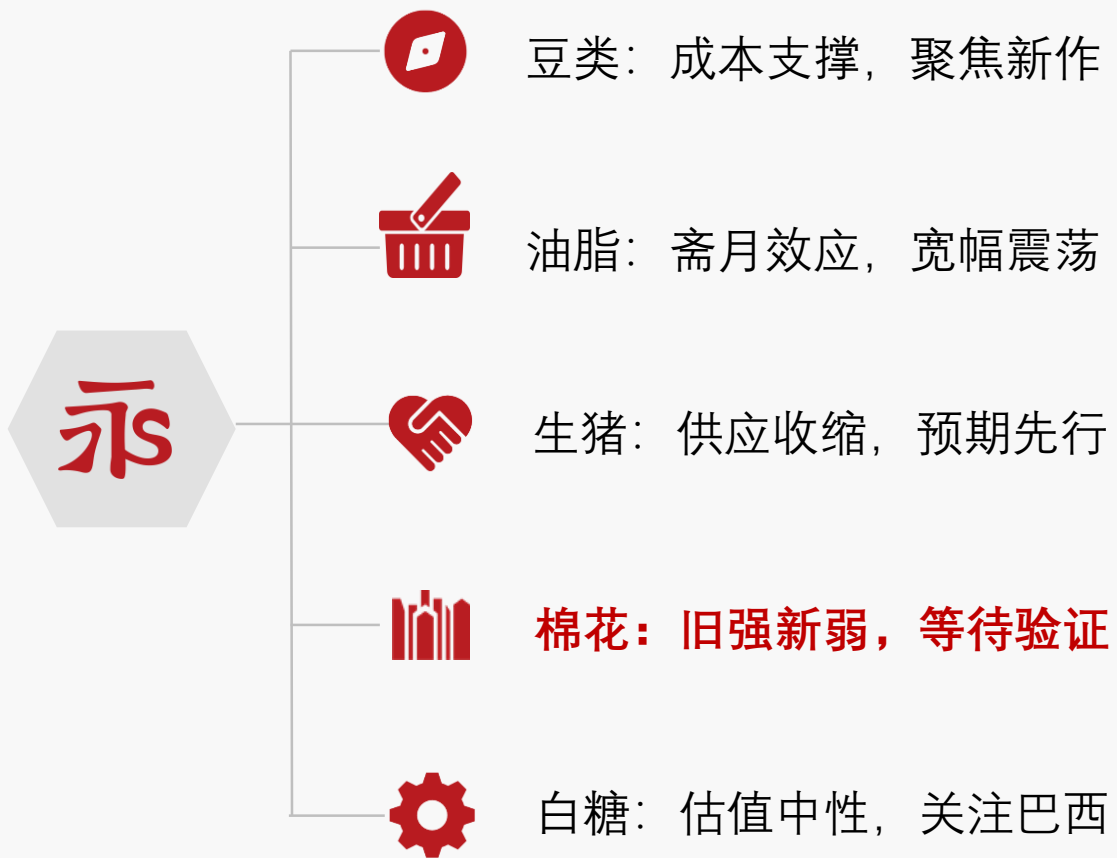 豆类：成本支撑，聚焦新作
油脂：斋月效应，宽幅震荡
生猪：供应收缩，预期先行
棉花：旧强新弱，等待验证
白糖：估值中性，关注巴西